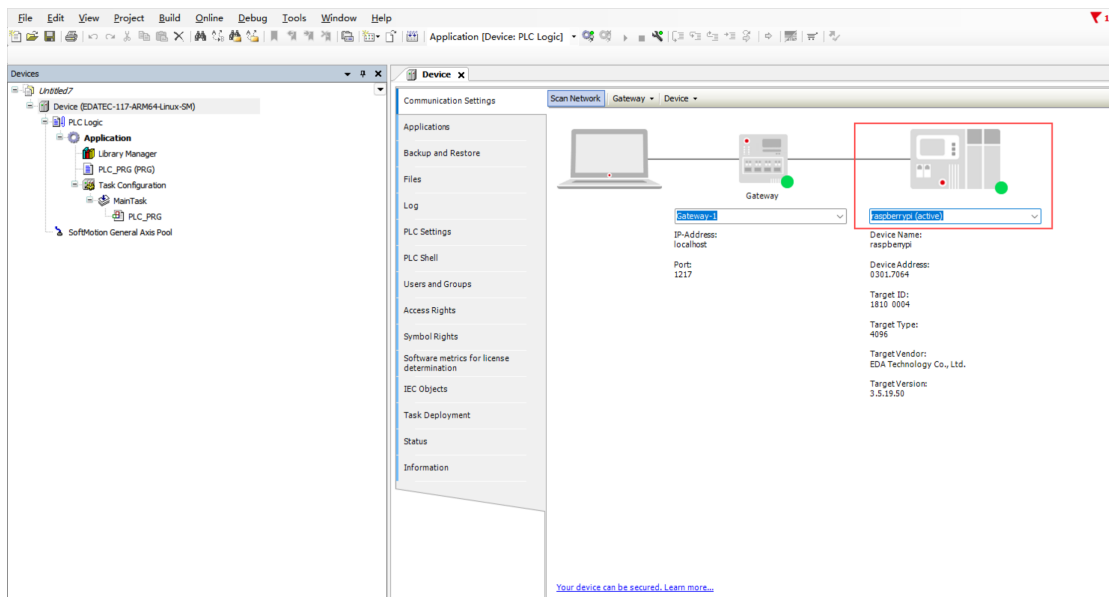 File Edit View Project Build Online Debug Tools Window Help
1
Application [Device: PLC Logic]
Devices
Untitled7
Device (EDATEC-117-ARM64-Linux-SM)
PLC Logic
Application
Library Manager
PLC_PRG (PRG)
Task Configuration
MainTask
PLC_PRG
SoftMotion General Axis Pool
Device
Communication Settings
Applications
Backup and Restore
Files
Log
PLC Settings
PLC Shell
Users and Groups
Access Rights
Symbol Rights
Software metrics for license
determination
IEC Objects
Task Deployment
Status
Information
Scan Network Gateway Device
Gateway
Gateway-1
IP-Address:
localhost
Port:
1217
raspberrypi (active)
Device Name:
raspberrypi
Device Address:
0301.7064
Target ID:
1810 0004
Target Type:
4096
Target Vendor:
EDA Technology Co., Ltd.
Target Version:
3.5.19.50
Your device can be secured. Learn more...